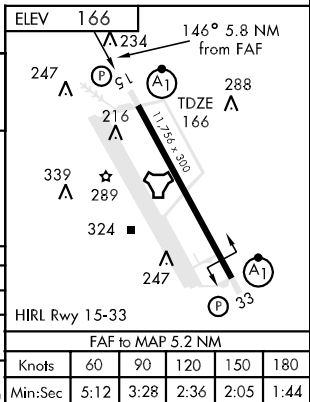 ELEV 166
146° 5.8 NM
from FAF
234
247
P
15
A1
TDZE
166
288
216
11,756 x 300
339
289
324
247
A1
P
33
HIRL Rwy 15-33
FAF to MAP 5.2 NM
Knots 60 90 120 150 180
Min:Sec 5:12 3:28 2:36 2:05 1:44